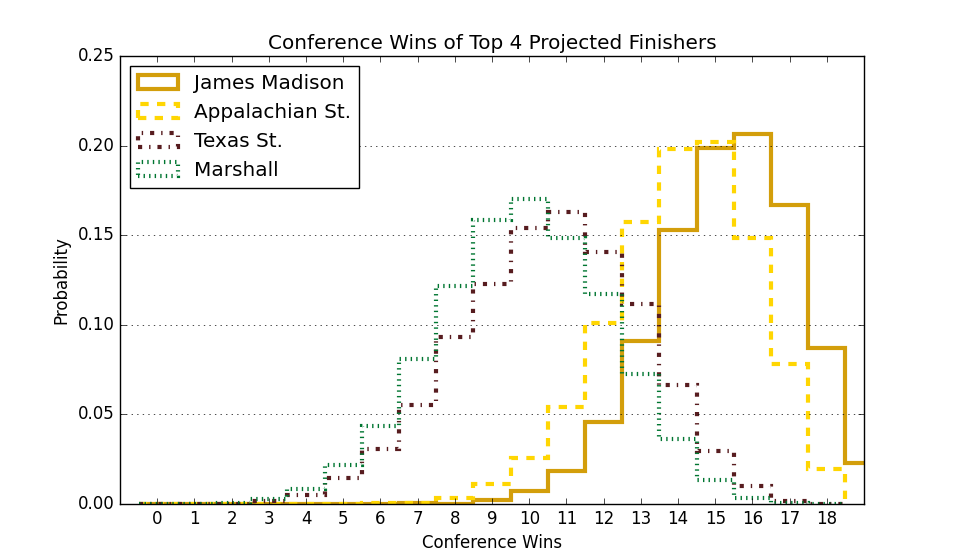 Conference Wins of Top 4 Projected Finishers
0.25
0.20
0.15
0.10
0.05
0.00
Probability
James Madison
Appalachian St.
Texas St.
Marshall
0 1 2 3 4 5 6 7 8 9 10 11 12 13 14 15 16 17 18
Conference Wins